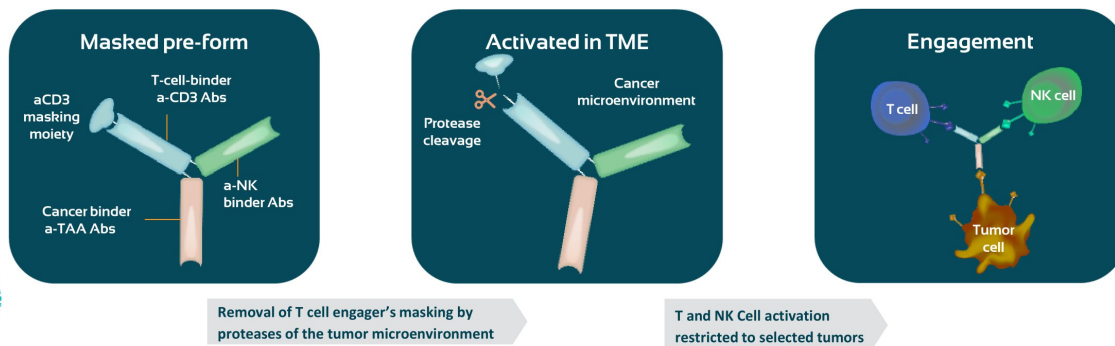 Masked pre-form
T-cell-binder
a-CD3 Abs
aCD3
masking
moiety
a-NK
binder Abs
Cancer binder
a-TAA Abs
Activated in TME
Cancer
microenvironment
Protease
cleavage
Engagement
T cell
NK cell
Tumor
cell
Removal of T cell engager's masking by
proteases of the tumor microenvironment
T and NK Cell activation
restricted to selected tumors